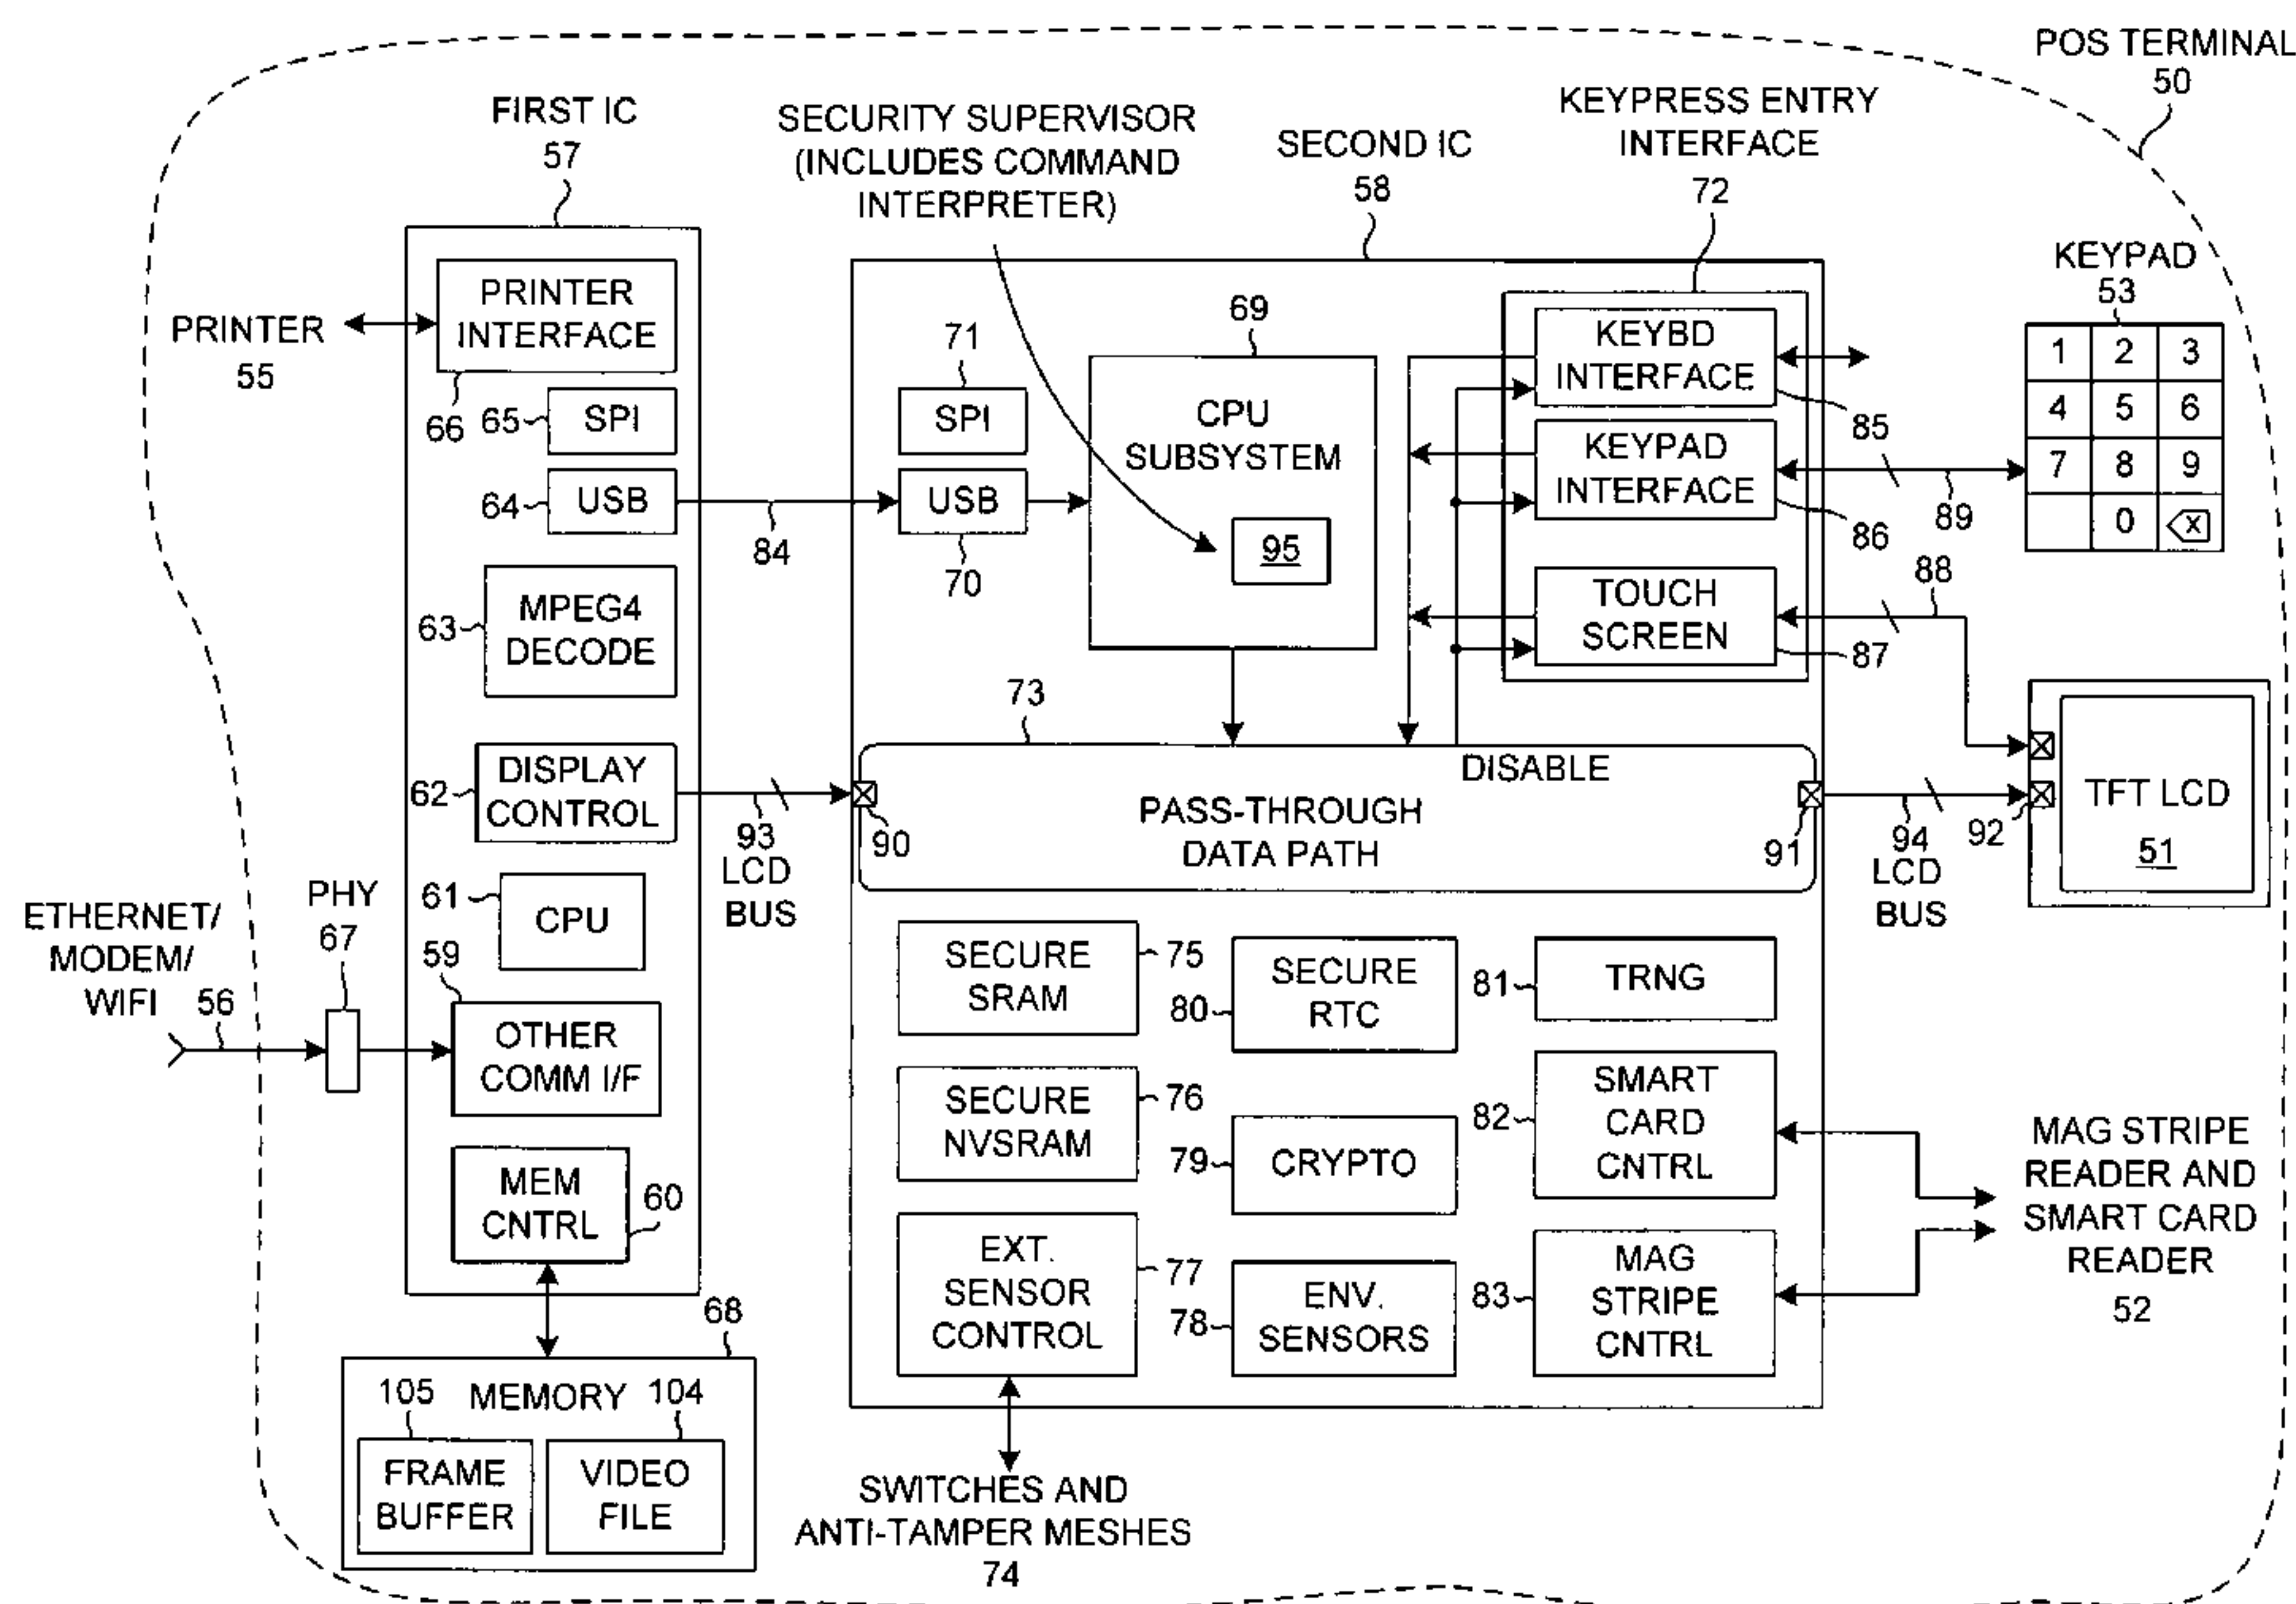 POS TERMINAL
50
FIRST IC
57
SECURITY SUPERVISOR
(INCLUDES COMMAND
INTERPRETER)
SECOND IC
58
KEYPRESS ENTRY
INTERFACE
72
KEYPAD
53
1 2 3
4 5 6
7 8 9
0 X
PRINTER
55
PRINTER
INTERFACE
66
65
SPI
64
USB
84
63
MPEG4
DECODE
62
DISPLAY
CONTROL
93
LCD
BUS
61
CPU
59
OTHER
COMM I/F
MEM
CNTRL
60
ETHERNET/
MODEM/
WIFI
56
PHY
67
68
MEMORY
105
104
FRAME
BUFFER
VIDEO
FILE
71
SPI
USB
70
69
CPU
SUBSYSTEM
95
KEYBD
INTERFACE
85
KEYPAD
INTERFACE
86
89
TOUCH
SCREEN
87
88
73
DISABLE
PASS-THROUGH
DATA PATH
90
91
94
LCD
BUS
92
TFT LCD
51
SECURE
SRAM
75
SECURE
NVSRAM
76
EXT.
SENSOR
CONTROL
77
SECURE
RTC
80
CRYPTO
79
ENV.
SENSORS
78
TRNG
81
SMART
CARD
CNTRL
82
MAG
STRIPE
CNTRL
83
MAG STRIPE
READER AND
SMART CARD
READER
52
SWITCHES AND
ANTI-TAMPER MESHES
74